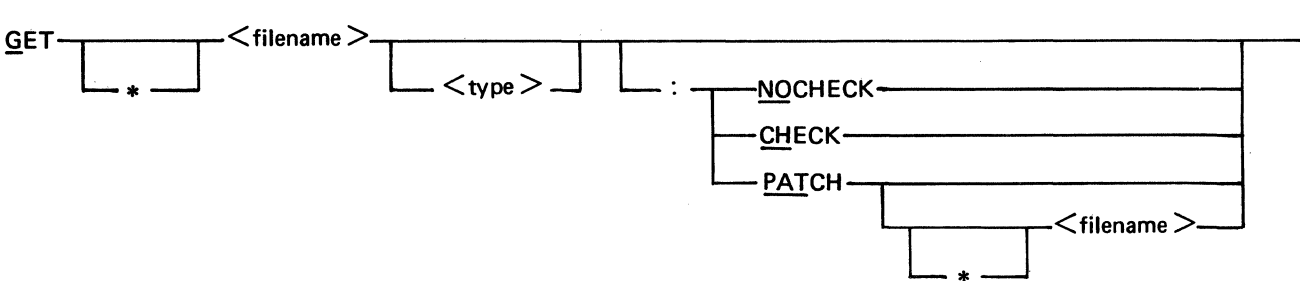 GET <filename>
* <type> : NOCHECK
CHECK
PATCH
<filename>
*